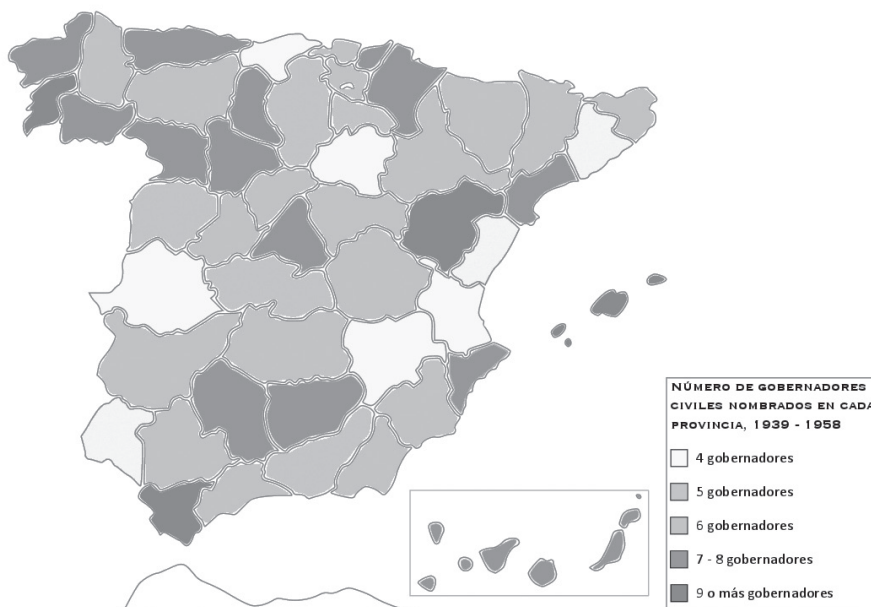 NÚMERO DE GOBERNADORES
CIVILES NOMBRADOS EN CADA
PROVINCIA, 1939 - 1958
4 gobernadores
5 gobernadores
6 gobernadores
7 - 8 gobernadores
9 o más gobernadores